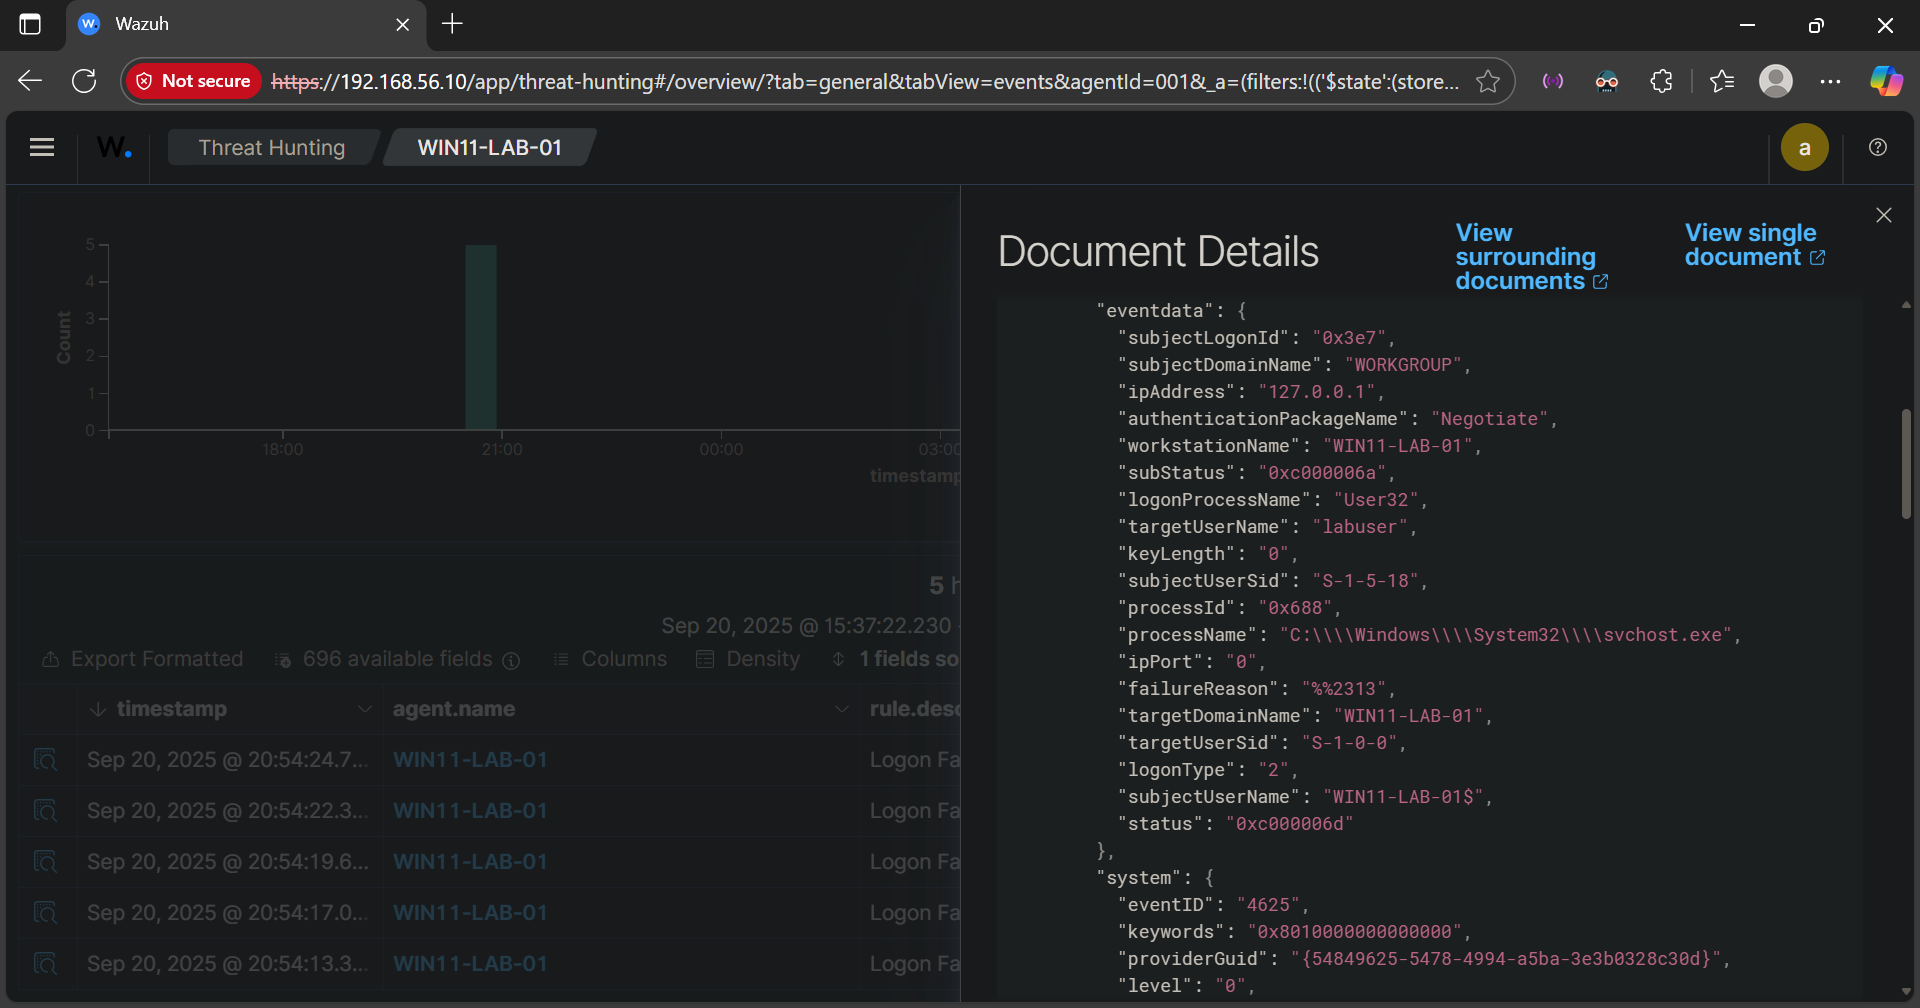 Wazuh
Not secure https://192.168.56.10/app/threat-hunting#/overview/?tab=general&tabView=events&agentId=001&_a=(filters:!(('$state':(store...
W. Threat Hunting WIN11-LAB-01 a
Document Details
View surrounding documents
View single document
5
4
3
2
1
0
Count
18:00 21:00 00:00 03:00
timestamp
5 h
Sep 20, 2025 @ 15:37:22.230 -
Export Formatted 696 available fields Columns Density 1 fields so
timestamp agent.name rule.desc
Sep 20, 2025 @ 20:54:24.7... WIN11-LAB-01 Logon Fa
Sep 20, 2025 @ 20:54:22.3... WIN11-LAB-01 Logon Fa
Sep 20, 2025 @ 20:54:19.6... WIN11-LAB-01 Logon Fa
Sep 20, 2025 @ 20:54:17.0... WIN11-LAB-01 Logon Fa
Sep 20, 2025 @ 20:54:13.3... WIN11-LAB-01 Logon Fa
"eventdata": {
"subjectLogonId": "0x3e7",
"subjectDomainName": "WORKGROUP",
"ipAddress": "127.0.0.1",
"authenticationPackageName": "Negotiate",
"workstationName": "WIN11-LAB-01",
"subStatus": "0xc000006a",
"logonProcessName": "User32",
"targetUserName": "labuser",
"keyLength": "0",
"subjectUserSid": "S-1-5-18",
"processId": "0x688",
"processName": "C:\\\\Windows\\\\System32\\\\svchost.exe",
"ipPort": "0",
"failureReason": "%%2313",
"targetDomainName": "WIN11-LAB-01",
"targetUserSid": "S-1-0-0",
"logonType": "2",
"subjectUserName": "WIN11-LAB-01$",
"status": "0xc000006d"
},
"system": {
"eventID": "4625",
"keywords": "0x8010000000000000",
"providerGuid": "{54849625-5478-4994-a5ba-3e3b0328c30d}",
"level": "0",